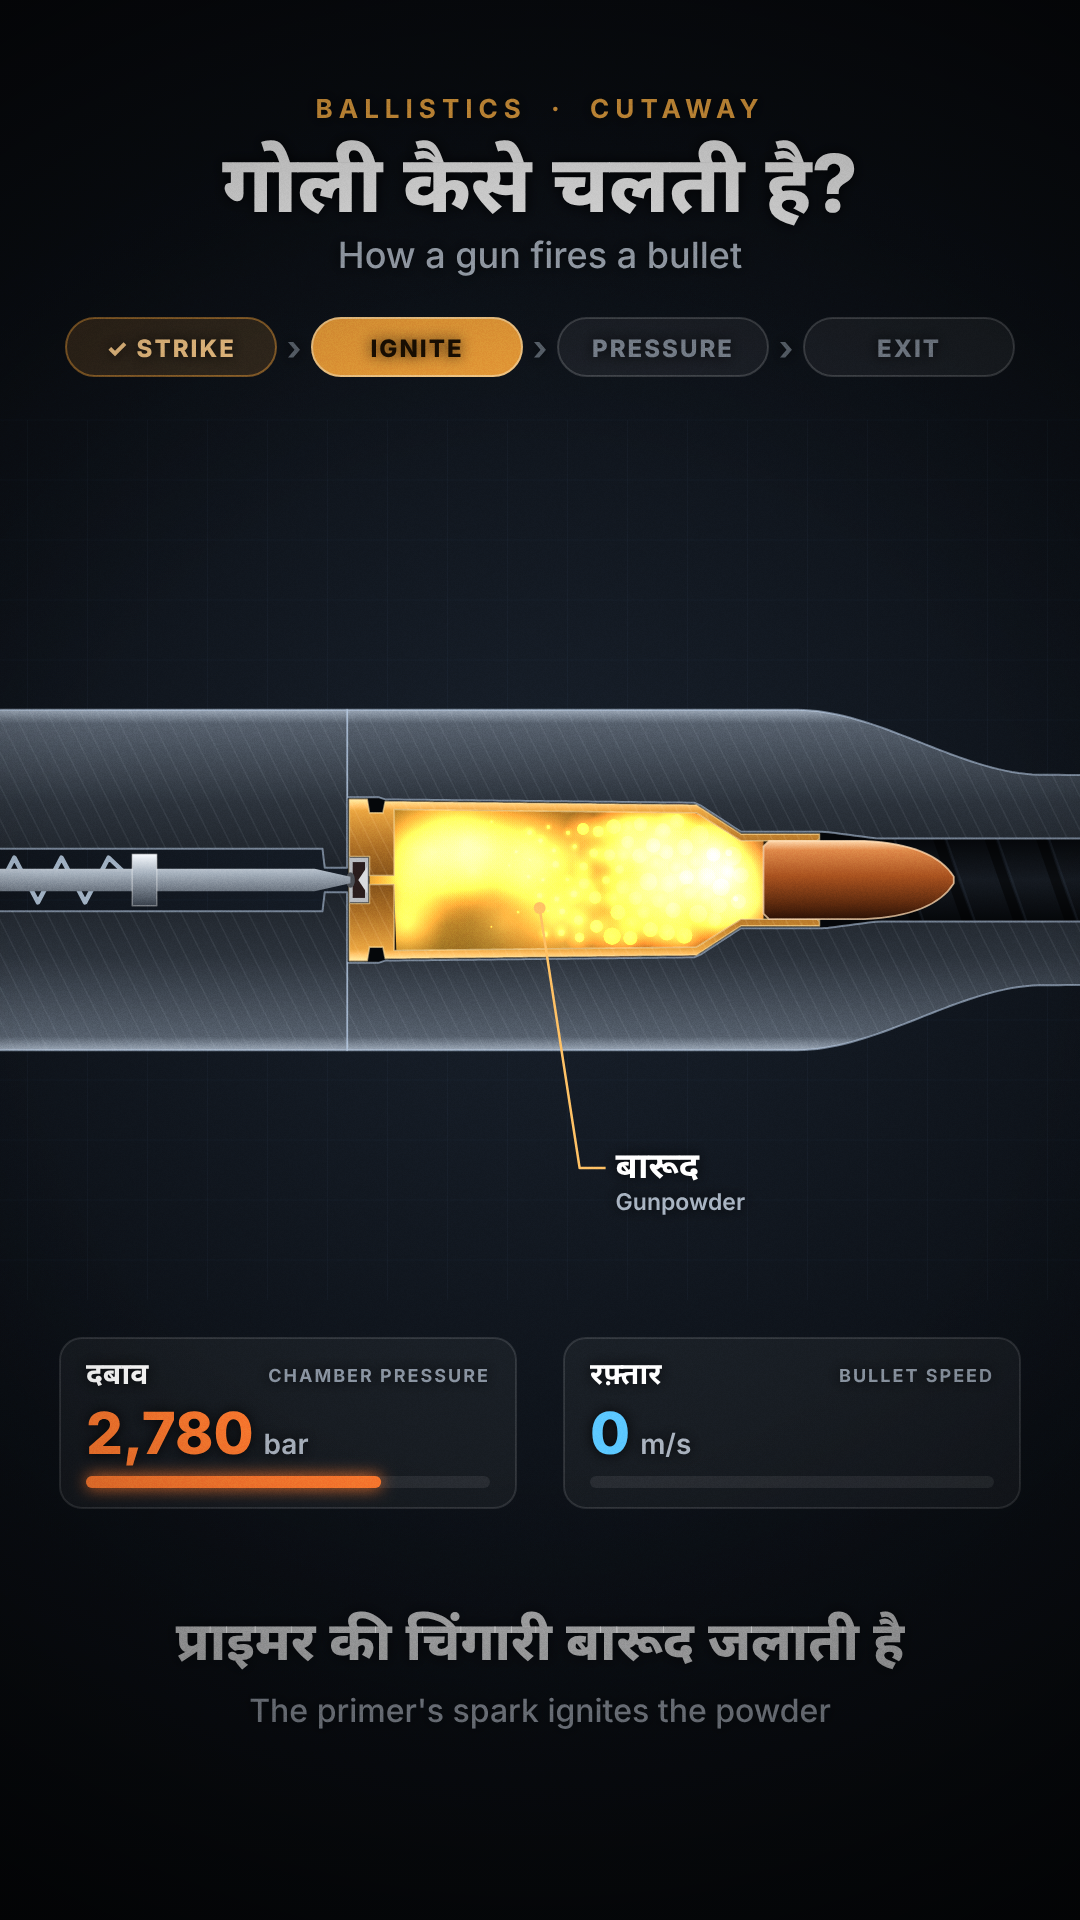 BALLISTICS · CUTAWAY
गोली कैसे चलती है?
How a gun fires a bullet
✓ STRIKE › IGNITE › PRESSURE › EXIT
बारूद
Gunpowder
दबाव CHAMBER PRESSURE
2,780 bar
रफ़्तार BULLET SPEED
0 m/s
प्राइमर की चिंगारी बारूद जलाती है
The primer's spark ignites the powder